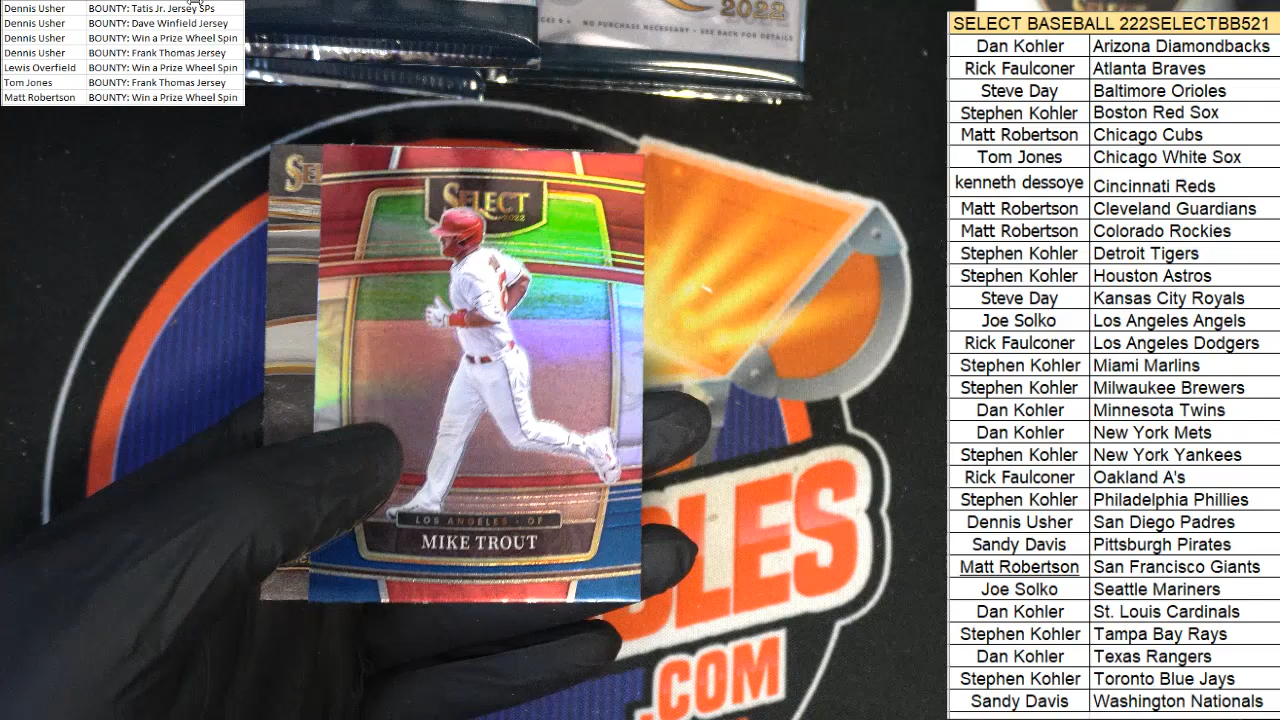 Dennis Usher BOUNTY: Tatis Jr. Jersey SPs
Dennis Usher BOUNTY: Dave Winfield Jersey
Dennis Usher BOUNTY: Win a Prize Wheel Spin
Dennis Usher BOUNTY: Frank Thomas Jersey
Lewis Overfield BOUNTY: Win a Prize Wheel Spin
Tom Jones BOUNTY: Frank Thomas Jersey
Matt Robertson BOUNTY: Win a Prize Wheel Spin
2022
NO PURCHASE NECESSARY • SEE BACK FOR DETAILS
SELECT
2022
LOS ANGELES • OF
MIKE TROUT
.COM
SELECT BASEBALL 222SELECTBB521
Dan Kohler Arizona Diamondbacks
Rick Faulconer Atlanta Braves
Steve Day Baltimore Orioles
Stephen Kohler Boston Red Sox
Matt Robertson Chicago Cubs
Tom Jones Chicago White Sox
kenneth dessoye Cincinnati Reds
Matt Robertson Cleveland Guardians
Matt Robertson Colorado Rockies
Stephen Kohler Detroit Tigers
Stephen Kohler Houston Astros
Steve Day Kansas City Royals
Joe Solko Los Angeles Angels
Rick Faulconer Los Angeles Dodgers
Stephen Kohler Miami Marlins
Stephen Kohler Milwaukee Brewers
Dan Kohler Minnesota Twins
Dan Kohler New York Mets
Stephen Kohler New York Yankees
Rick Faulconer Oakland A's
Stephen Kohler Philadelphia Phillies
Dennis Usher San Diego Padres
Sandy Davis Pittsburgh Pirates
Matt Robertson San Francisco Giants
Joe Solko Seattle Mariners
Dan Kohler St. Louis Cardinals
Stephen Kohler Tampa Bay Rays
Dan Kohler Texas Rangers
Stephen Kohler Toronto Blue Jays
Sandy Davis Washington Nationals